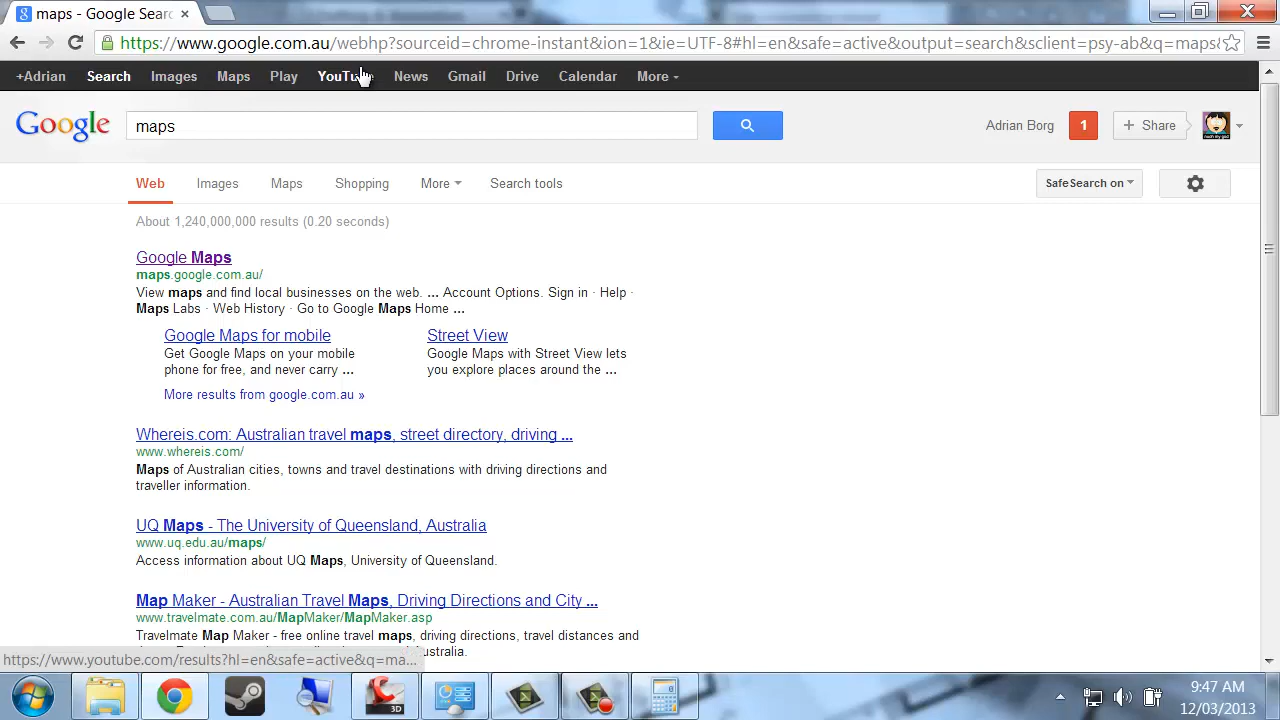 maps - Google Sear
https://www.google.com.au/webhp?sourceid=chrome-instant&ion=1&ie=UTF-8#hl=en&safe=active&output=search&sclient=psy-ab&q=maps&
+Adrian Search Images Maps Play YouTu News Gmail Drive Calendar More
Google maps Adrian Borg 1 + Share
Web Images Maps Shopping More Search tools SafeSearch on
About 1,240,000,000 results (0.20 seconds)
Google Maps
maps.google.com.au/
View maps and find local businesses on the web. ... Account Options. Sign in · Help ·
Maps Labs · Web History · Go to Google Maps Home ...
Google Maps for mobile Street View
Get Google Maps on your mobile Google Maps with Street View lets
phone for free, and never carry ... you explore places around the ...
More results from google.com.au »
Whereis.com: Australian travel maps, street directory, driving ...
www.whereis.com/
Maps of Australian cities, towns and travel destinations with driving directions and
traveller information.
UQ Maps - The University of Queensland, Australia
www.uq.edu.au/maps/
Access information about UQ Maps, University of Queensland.
Map Maker - Australian Travel Maps, Driving Directions and City ...
www.travelmate.com.au/MapMaker/MapMaker.asp
Travelmate Map Maker - free online travel maps, driving directions, travel distances and
ustralia.
https://www.youtube.com/results?hl=en&safe=active&q=ma...
3D
9:47 AM
12/03/2013